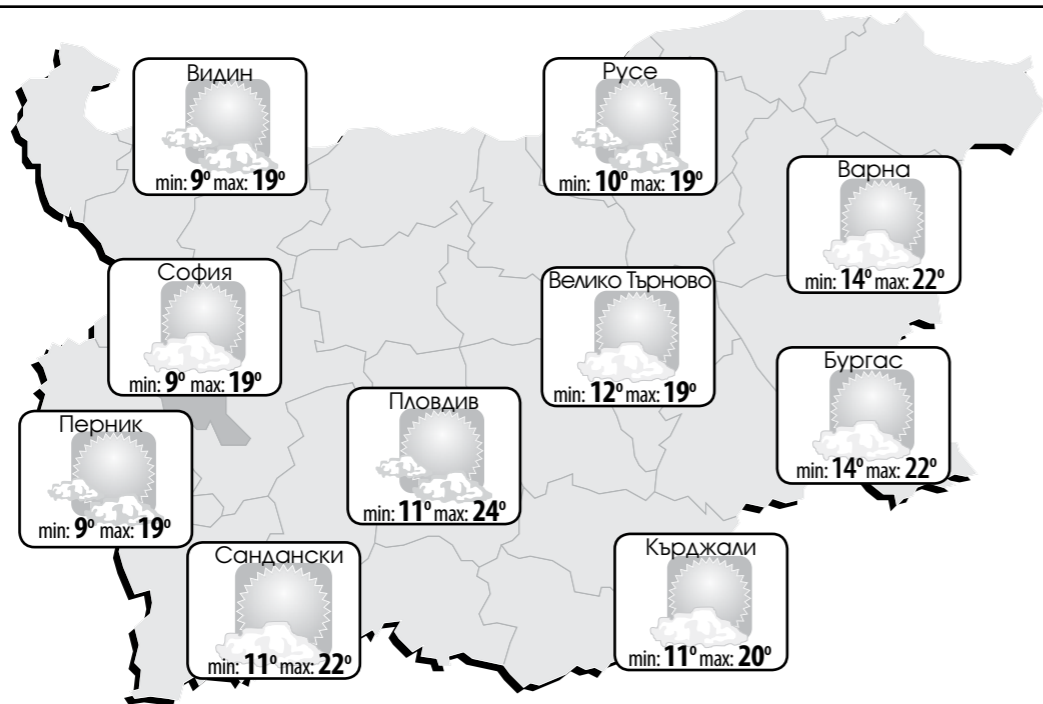 Видин
min: 9° max: 19°
Русе
min: 10° max: 19°
Варна
min: 14° max: 22°
София
min: 9° max: 19°
Велико Търново
min: 12° max: 19°
Бургас
min: 14° max: 22°
Пловдив
min: 11° max: 24°
Перник
min: 9° max: 19°
Сандански
min: 11° max: 22°
Кърджали
min: 11° max: 20°